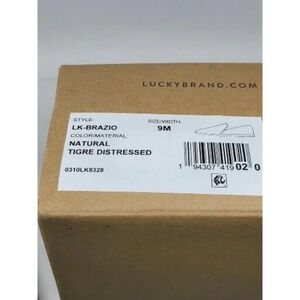 LUCKYBRAND.COM
STYLE:
SIZE/WIDTH:
LK-BRAZIO
9M
COLOR/MATERIAL
NATURAL
TIGRE DISTRESSED
0310LK8328
1 94307 419 02 0